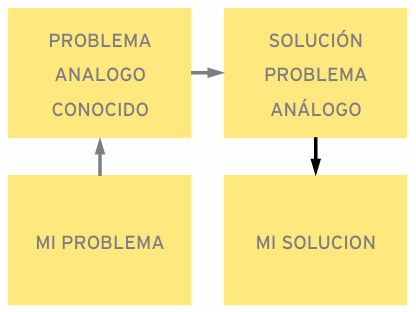 PROBLEMA
ANALOGO
CONOCIDO
SOLUCIÓN
PROBLEMA
ANÁLOGO
MI PROBLEMA
MI SOLUCION